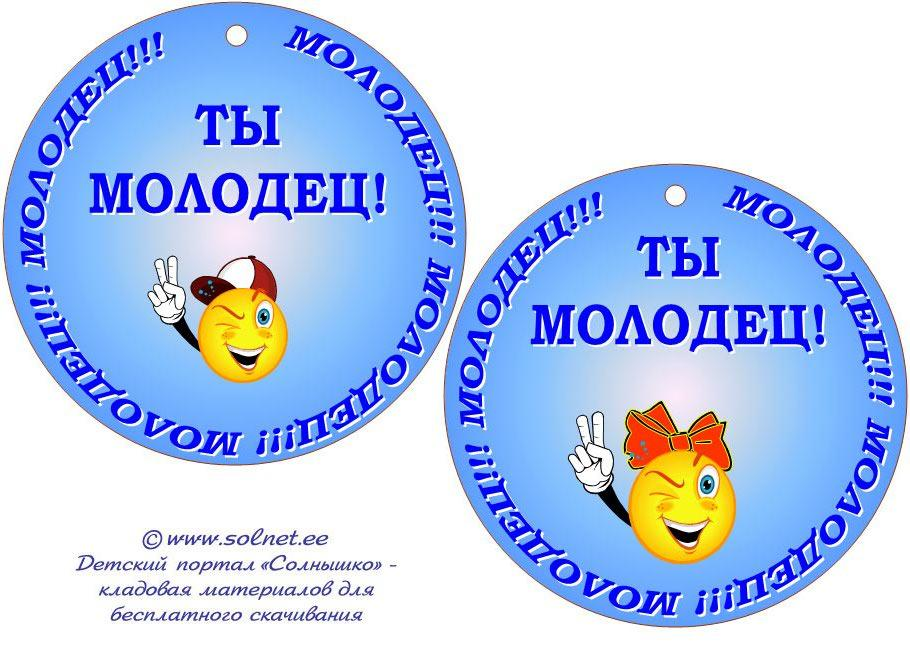 ТЫ
МОЛОДЕЦ!
МОЛОДЕЦ!!! МОЛОДЕЦ!!! МОЛОДЕЦ!!! МОЛОДЕЦ!!!
ТЫ
МОЛОДЕЦ!
МОЛОДЕЦ!!! МОЛОДЕЦ!!! МОЛОДЕЦ!!! МОЛОДЕЦ!!!
© www.solnet.ee
Детский портал «Солнышко» -
кладовая материалов для
бесплатного скачивания